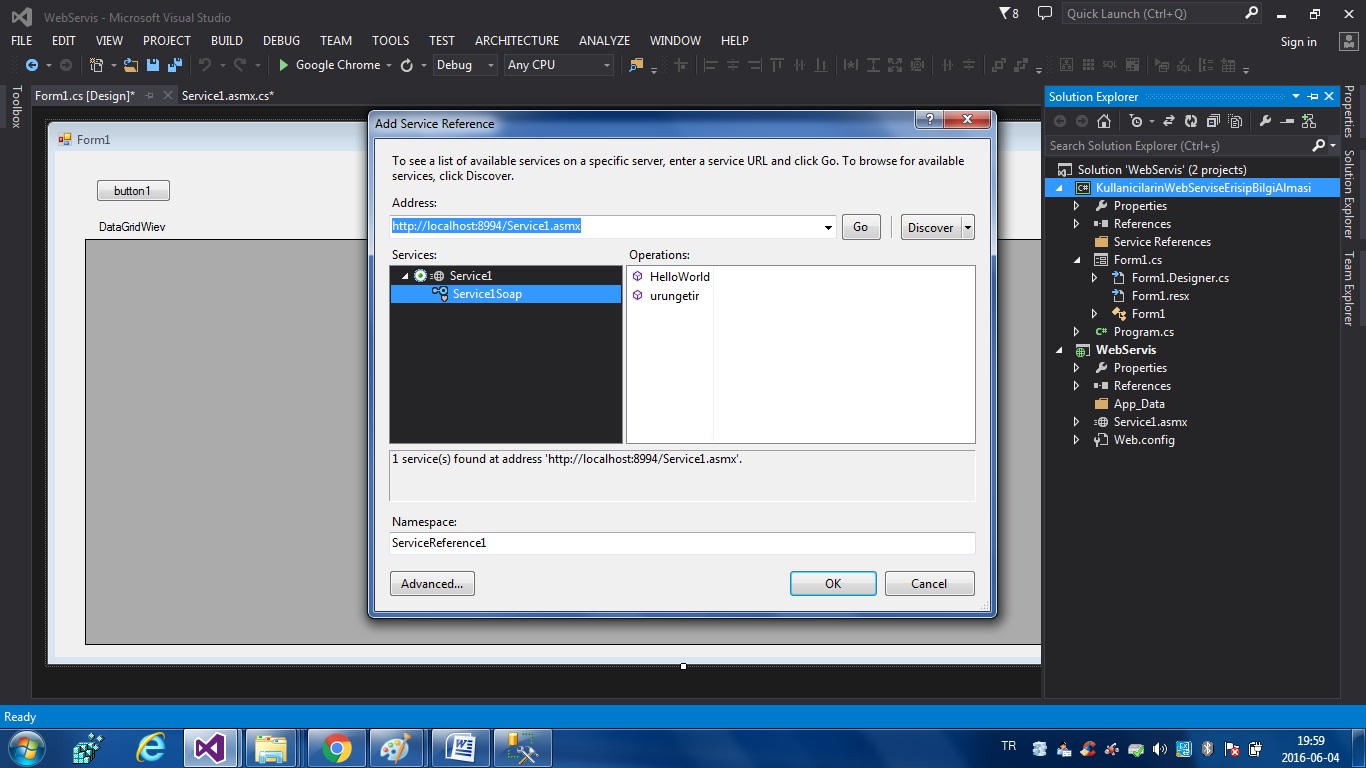 WebServis - Microsoft Visual Studio
8
Quick Launch (Ctrl+Q)
FILE EDIT VIEW PROJECT BUILD DEBUG TEAM TOOLS TEST ARCHITECTURE ANALYZE WINDOW HELP
Sign in
Google Chrome Debug Any CPU
Toolbox
Form1.cs [Design]* Service1.asmx.cs*
Form1
button1
DataGridWiev
Add Service Reference
To see a list of available services on a specific server, enter a service URL and click Go. To browse for available
services, click Discover.
Address:
http://localhost:8994/Service1.asmx
Go
Discover
Services:
Operations:
Service1
Service1Soap
HelloWorld
urungetir
1 service(s) found at address 'http://localhost:8994/Service1.asmx'.
Namespace:
ServiceReference1
Advanced...
OK
Cancel
Solution Explorer
Search Solution Explorer (Ctrl+ş)
Solution 'WebServis' (2 projects)
C# KullanicilarinWebServiseErisipBilgiAlmasi
Properties
References
Service References
Form1.cs
Form1.Designer.cs
Form1.resx
Form1
C# Program.cs
WebServis
Properties
References
App_Data
Service1.asmx
Web.config
Properties
Solution Explorer
Team Explorer
Ready
TR
19:59
2016-06-04